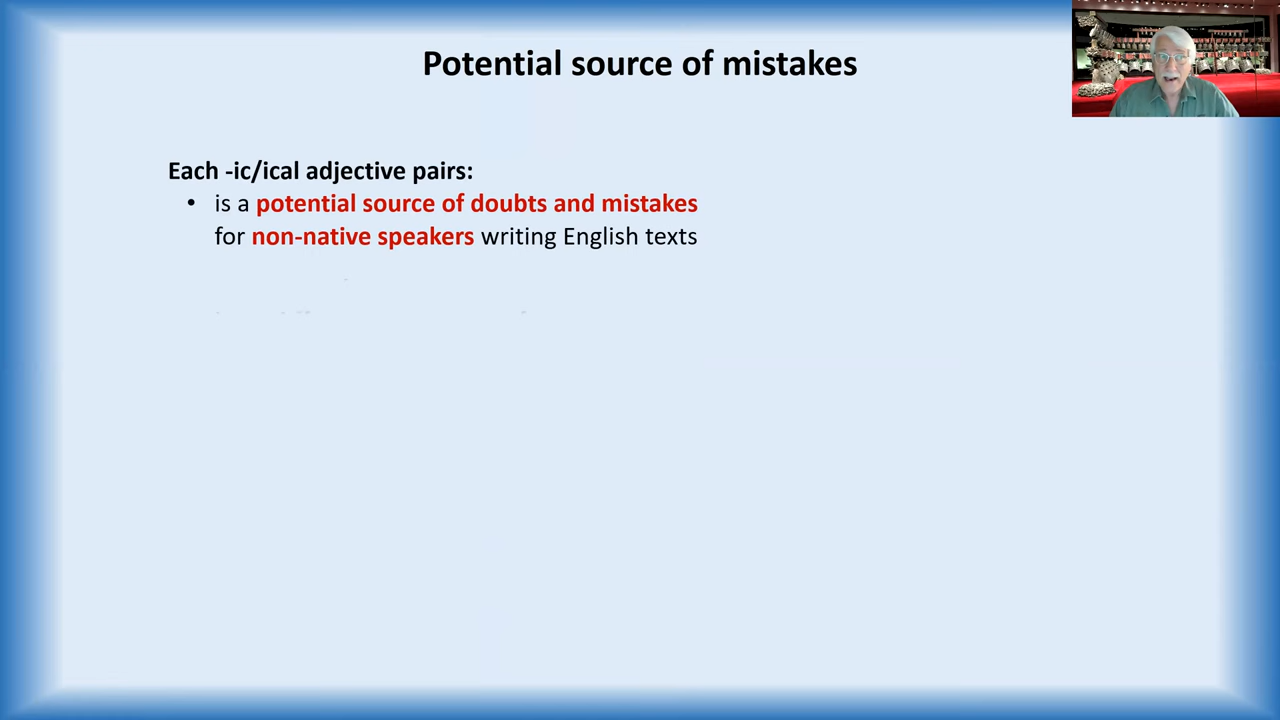 Potential source of mistakes
Each -ic/ical adjective pairs:
• is a potential source of doubts and mistakes
for non-native speakers writing English texts